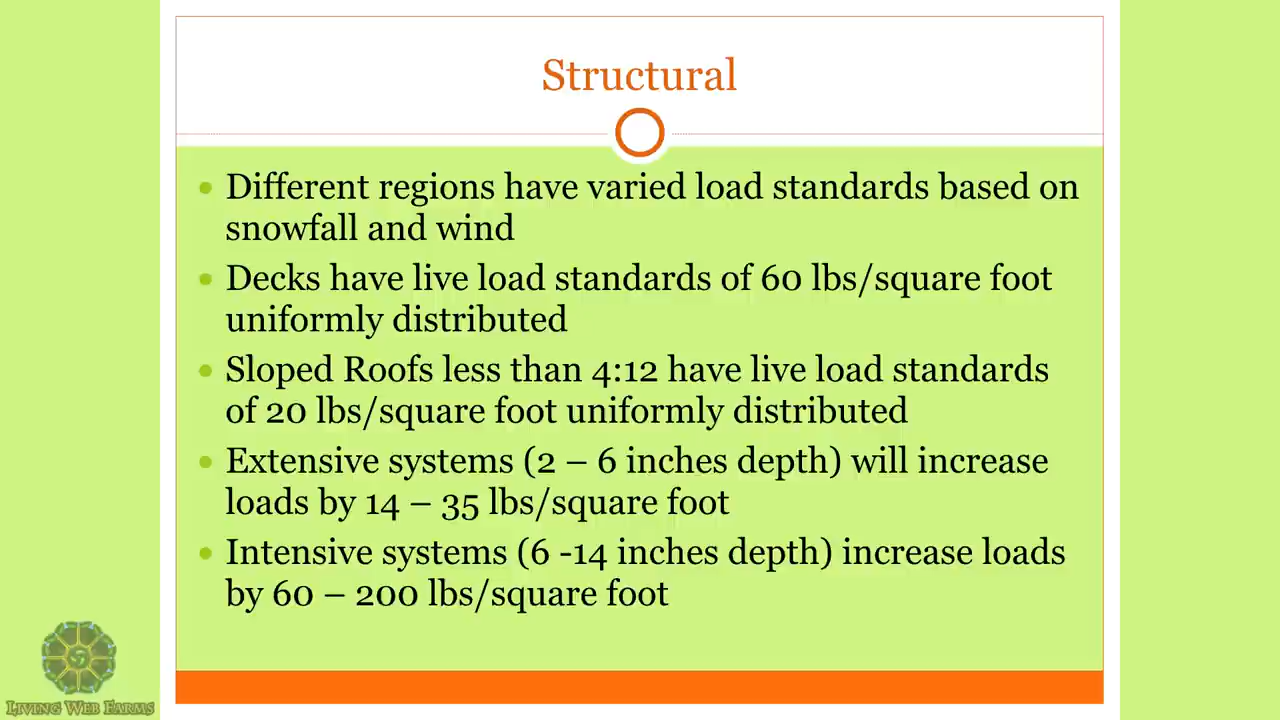 Structural
• Different regions have varied load standards based on
snowfall and wind
• Decks have live load standards of 60 lbs/square foot
uniformly distributed
• Sloped Roofs less than 4:12 have live load standards
of 20 lbs/square foot uniformly distributed
• Extensive systems (2 – 6 inches depth) will increase
loads by 14 – 35 lbs/square foot
• Intensive systems (6 -14 inches depth) increase loads
by 60 – 200 lbs/square foot
LIVING WEB FARMS